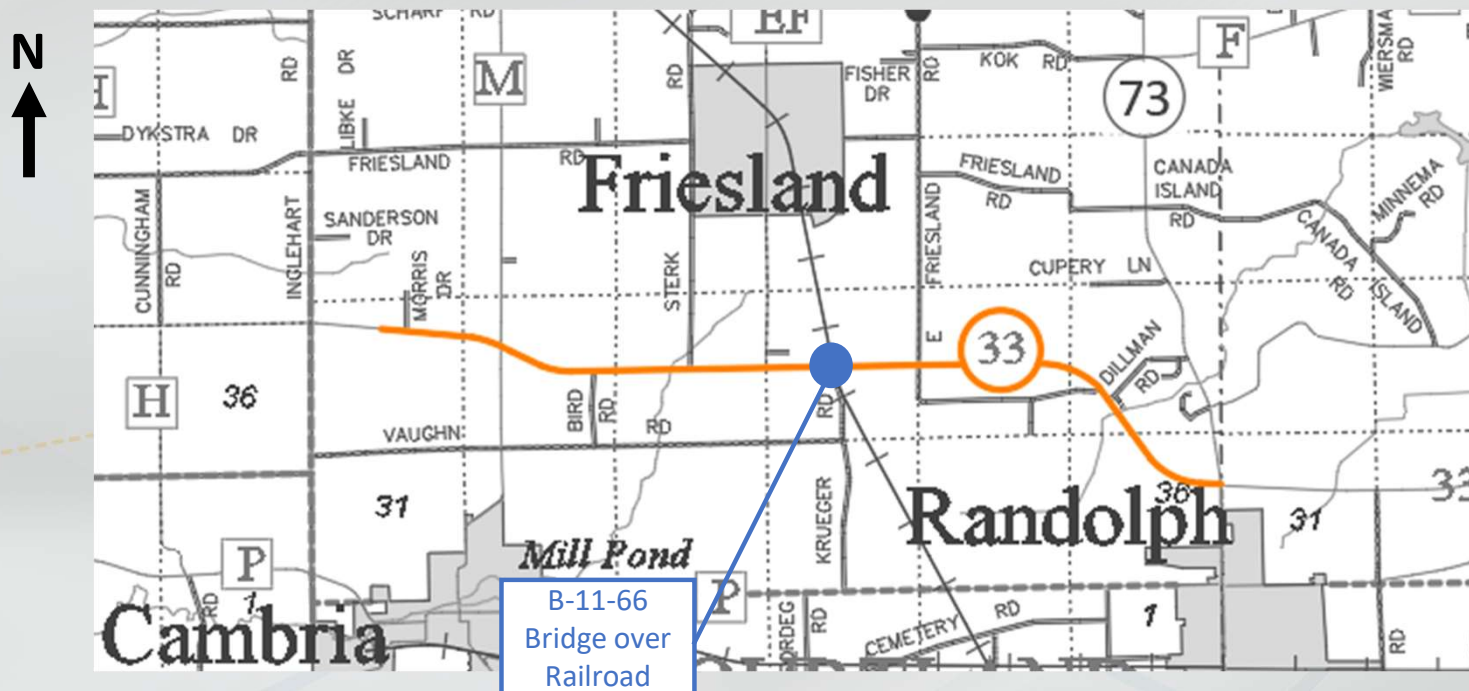 N
SCHARF RD
EF
F
M
H
RD
LIBKE DR
RD
FISHER
DR
RD
KOK RD
WIERSMA
RD
73
DYKSTRA DR
FRIESLAND
RD
Friesland
FRIESLAND
RD
CANADA
ISLAND
RD
MINNEMA
RD
CANADA ISLAND
RD
CUNNINGHAM
RD
INGLEHART
SANDERSON
DR
MORRIS
DR
STERK
E FRIESLAND
CUPERY LN
33
DILLMAN
RD
H
36
BIRD
RD
RD
VAUGHN
RD
31
KRUEGER
Randolph
36
31
33
Mill Pond
P
P
1
RD
Cambria
B-11-66
Bridge over
Railroad
RD
CEMETERY RD
1
RD